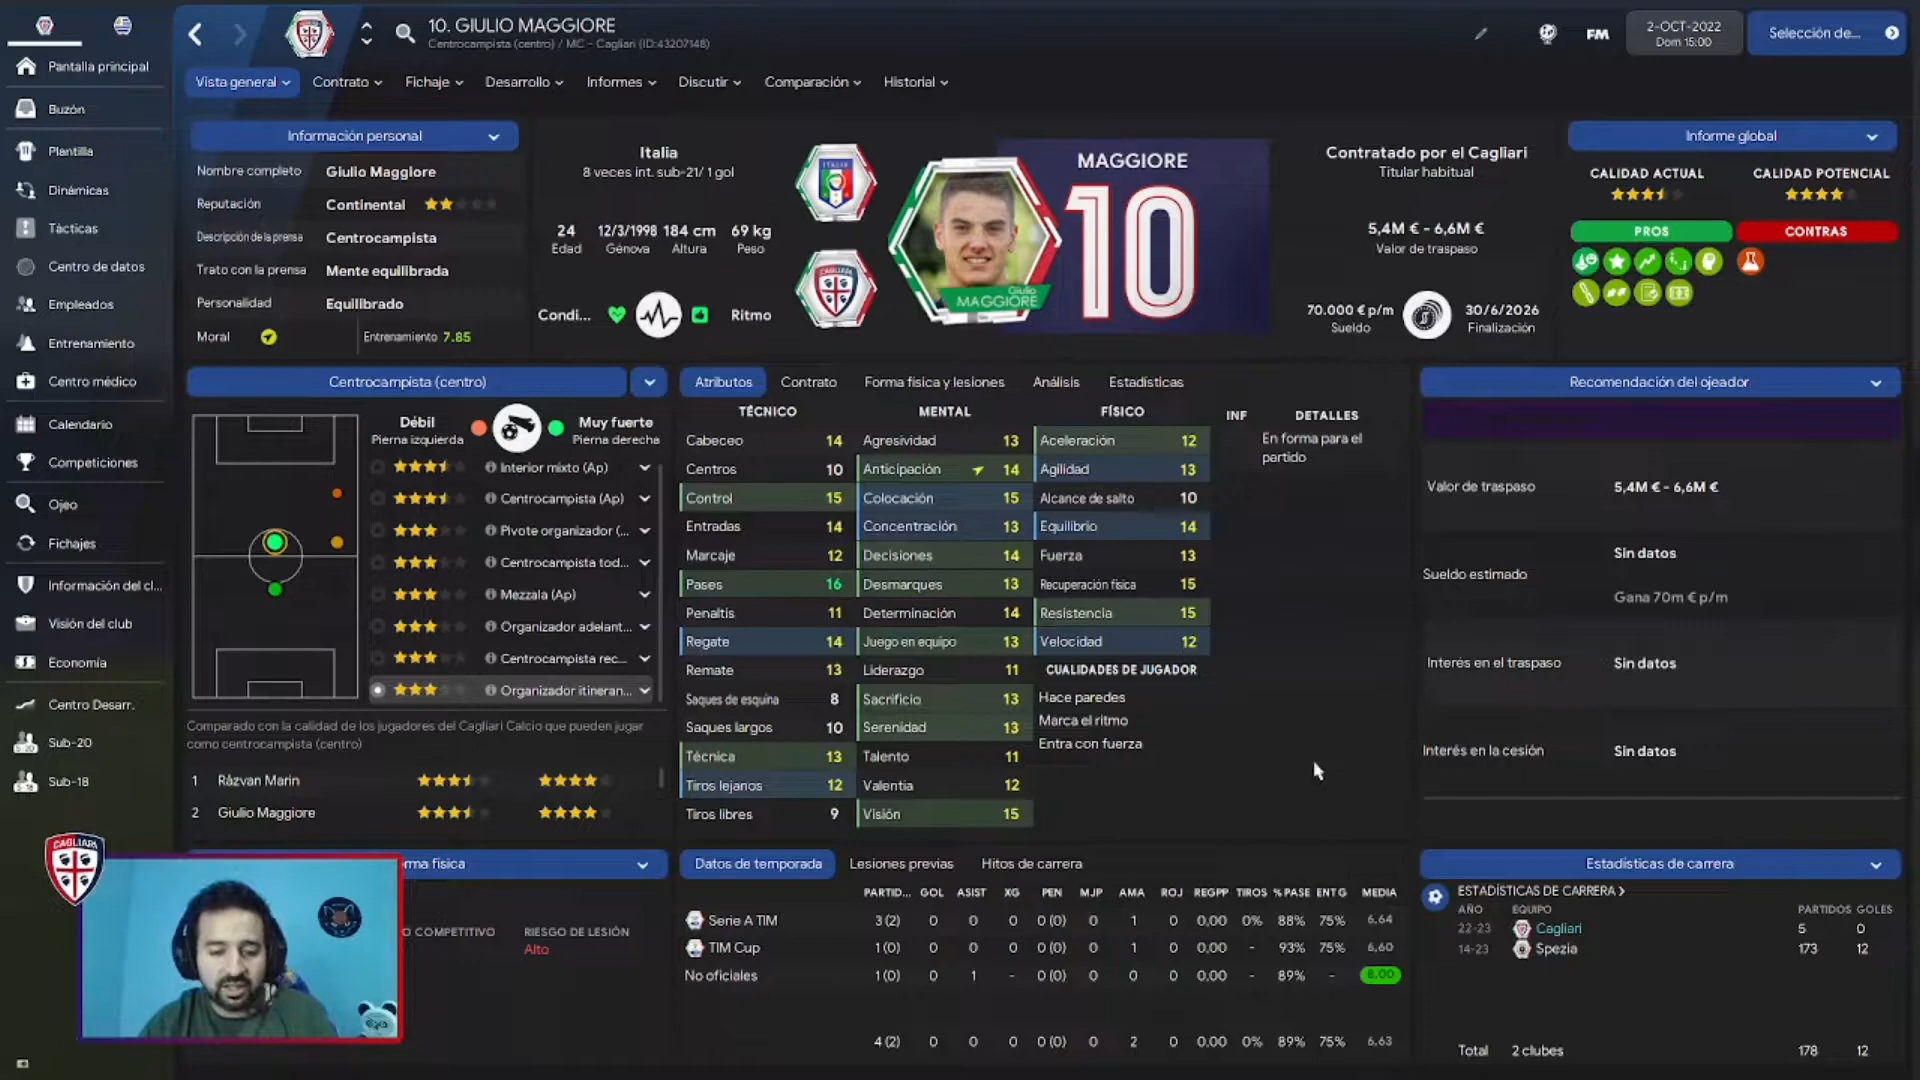 10. GIULIO MAGGIORE
Centrocampista (centro) / MC - Cagliari (ID:43207148)
FM
2-OCT-2022
Dom 15:00
Selección de...
Pantalla principal
Buzón
Plantilla
Dinámicas
Tácticas
Centro de datos
Empleados
Entrenamiento
Centro médico
Calendario
Competiciones
Ojeo
Fichajes
Información del cl...
Visión del club
Economía
Centro Desarr.
Sub-20
Sub-18
Vista general
Contrato
Fichaje
Desarrollo
Informes
Discutir
Comparación
Historial
Información personal
Nombre completo Giulio Maggiore
Reputación Continental
Descripción de la prensa Centrocampista
Trato con la prensa Mente equilibrada
Personalidad Equilibrado
Moral
Entrenamiento 7.85
Italia
8 veces int. sub-21/ 1 gol
24 12/3/1998 184 cm 69 kg
Edad Génova Altura Peso
Condi... Ritmo
ITALIA
CAGLIARI
Giulio
MAGGIORE
MAGGIORE
10
Contratado por el Cagliari
Titular habitual
5,4M € - 6,6M €
Valor de traspaso
70.000 € p/m
Sueldo
30/6/2026
Finalización
Informe global
CALIDAD ACTUAL CALIDAD POTENCIAL
PROS CONTRAS
Centrocampista (centro)
Débil
Pierna izquierda
Muy fuerte
Pierna derecha
Interior mixto (Ap)
Centrocampista (Ap)
Pivote organizador (...
Centrocampista tod...
Mezzala (Ap)
Organizador adelant...
Centrocampista rec...
Organizador itineran...
Comparado con la calidad de los jugadores del Cagliari Calcio que pueden jugar
como centrocampista (centro)
1 Răzvan Marin
2 Giulio Maggiore
Atributos Contrato Forma física y lesiones Análisis Estadísticas
TÉCNICO
Cabeceo 14
Centros 10
Control 15
Entradas 14
Marcaje 12
Pases 16
Penaltis 11
Regate 14
Remate 13
Saques de esquina 8
Saques largos 10
Técnica 13
Tiros lejanos 12
Tiros libres 9
MENTAL
Agresividad 13
Anticipación 14
Colocación 15
Concentración 13
Decisiones 14
Desmarques 13
Determinación 14
Juego en equipo 13
Liderazgo 11
Sacrificio 13
Serenidad 13
Talento 11
Valentía 12
Visión 15
FÍSICO
Aceleración 12
Agilidad 13
Alcance de salto 10
Equilibrio 14
Fuerza 13
Recuperación física 15
Resistencia 15
Velocidad 12
CUALIDADES DE JUGADOR
Hace paredes
Marca el ritmo
Entra con fuerza
INF DETALLES
En forma para el
partido
Recomendación del ojeador
Valor de traspaso 5,4M € - 6,6M €
Sueldo estimado Sin datos
Gana 70m € p/m
Interés en el traspaso Sin datos
Interés en la cesión Sin datos
CAGLIARI
rma física
O COMPETITIVO
RIESGO DE LESIÓN
Alto
Datos de temporada Lesiones previas Hitos de carrera
PARTID... GOL ASIST XG PEN MJP AMA ROJ REGPP TIROS % PASE ENT G MEDIA
Serie A TIM 3 (2) 0 0 0 0 (0) 0 1 0 0,00 0% 88% 75% 6,64
TIM Cup 1 (0) 0 0 0 0 (0) 0 1 0 0,00 - 93% 75% 6,60
No oficiales 1 (0) 0 1 - 0 (0) 0 0 0 0,00 - 89% - 8,00
4 (2) 0 0 0 0 (0) 0 2 0 0,00 0% 89% 75% 6,63
Estadísticas de carrera
ESTADÍSTICAS DE CARRERA >
AÑO EQUIPO PARTIDOS GOLES
22-23 Cagliari 5 0
14-23 Spezia 173 12
Total 2 clubes 178 12